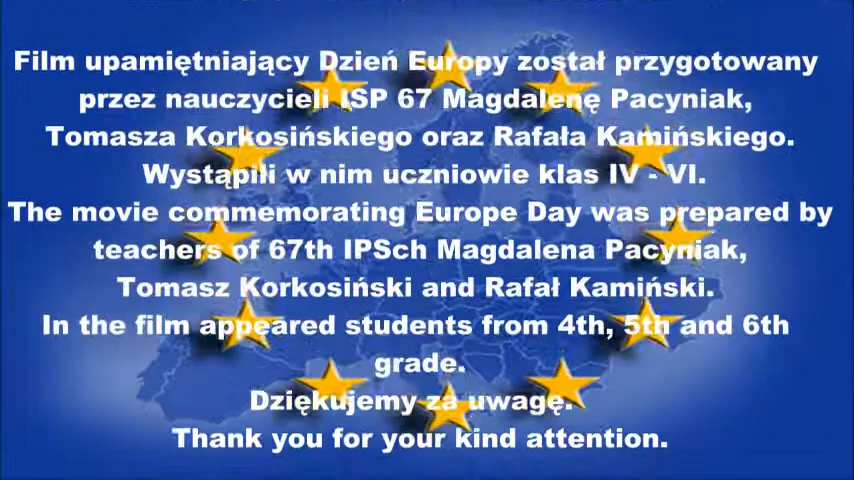 Film upamiętniający Dzień Europy został przygotowany
przez nauczycieli ISP 67 Magdalenę Pacyniak,
Tomasza Korkosińskiego oraz Rafała Kamińskiego.
Wystąpili w nim uczniowie klas IV - VI.
The movie commemorating Europe Day was prepared by
teachers of 67th IPSch Magdalena Pacyniak,
Tomasz Korkosiński and Rafał Kamiński.
In the film appeared students from 4th, 5th and 6th
grade.
Dziękujemy za uwagę.
Thank you for your kind attention.